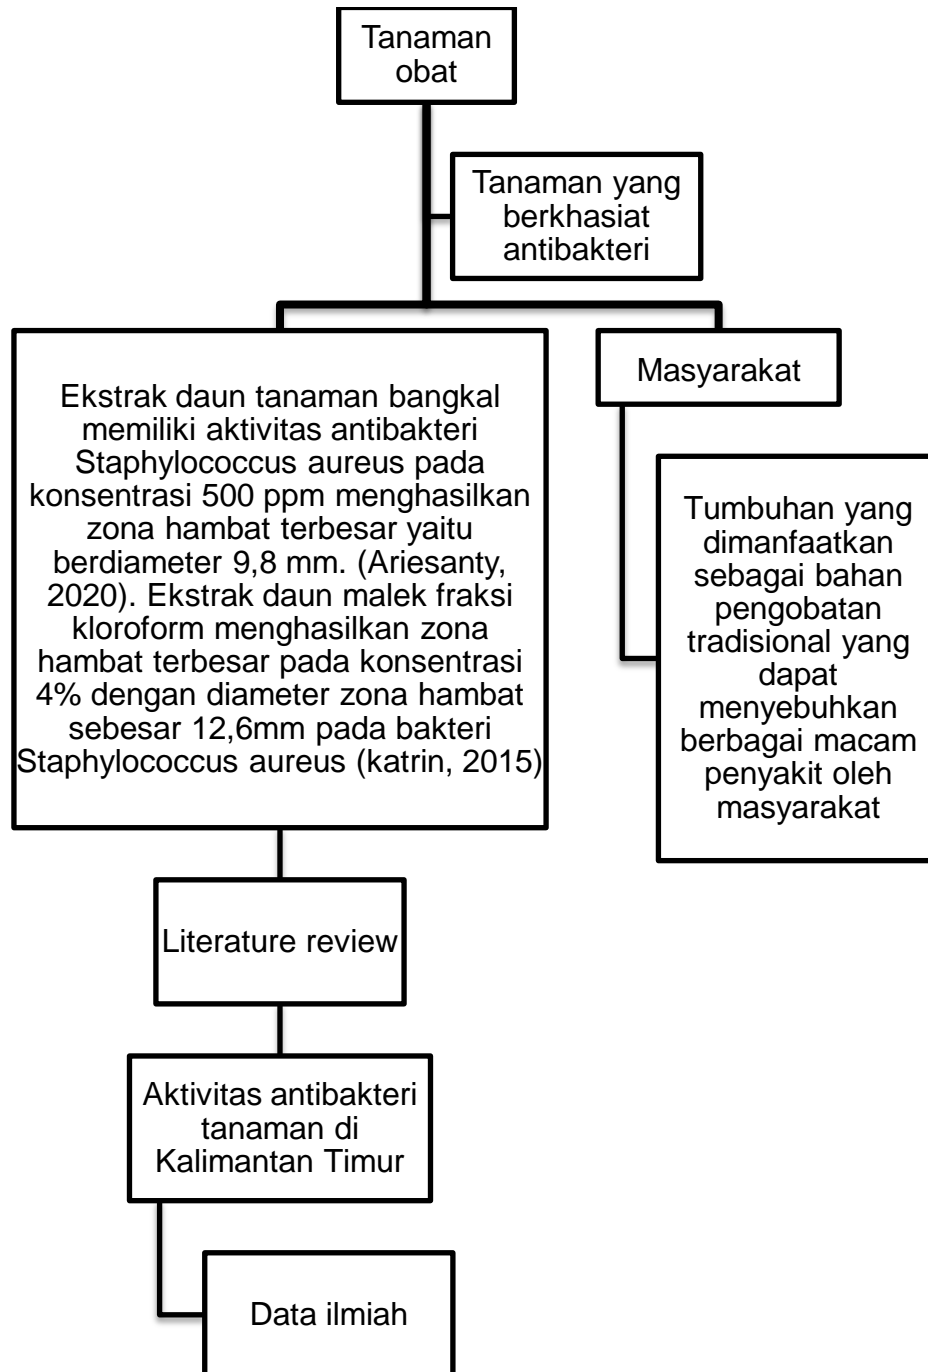 Tanaman
obat
Tanaman yang
berkhasiat
antibakteri
Ekstrak daun tanaman bangkal
memiliki aktivitas antibakteri
Staphylococcus aureus pada
konsentrasi 500 ppm menghasilkan
zona hambat terbesar yaitu
berdiameter 9,8 mm. (Ariesanty,
2020). Ekstrak daun malek fraksi
kloroform menghasilkan zona
hambat terbesar pada konsentrasi
4% dengan diameter zona hambat
sebesar 12,6mm pada bakteri
Staphylococcus aureus (katrin, 2015)
Masyarakat
Tumbuhan yang
dimanfaatkan
sebagai bahan
pengobatan
tradisional yang
dapat
menyebuhkan
berbagai macam
penyakit oleh
masyarakat
Literature review
Aktivitas antibakteri
tanaman di
Kalimantan Timur
Data ilmiah